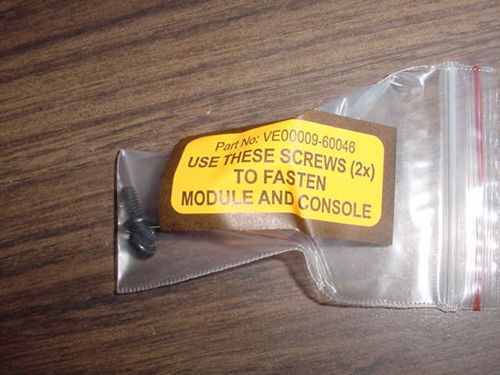 Part No: VE00009-60046
USE THESE SCREWS (2x)
TO FASTEN
MODULE AND CONSOLE